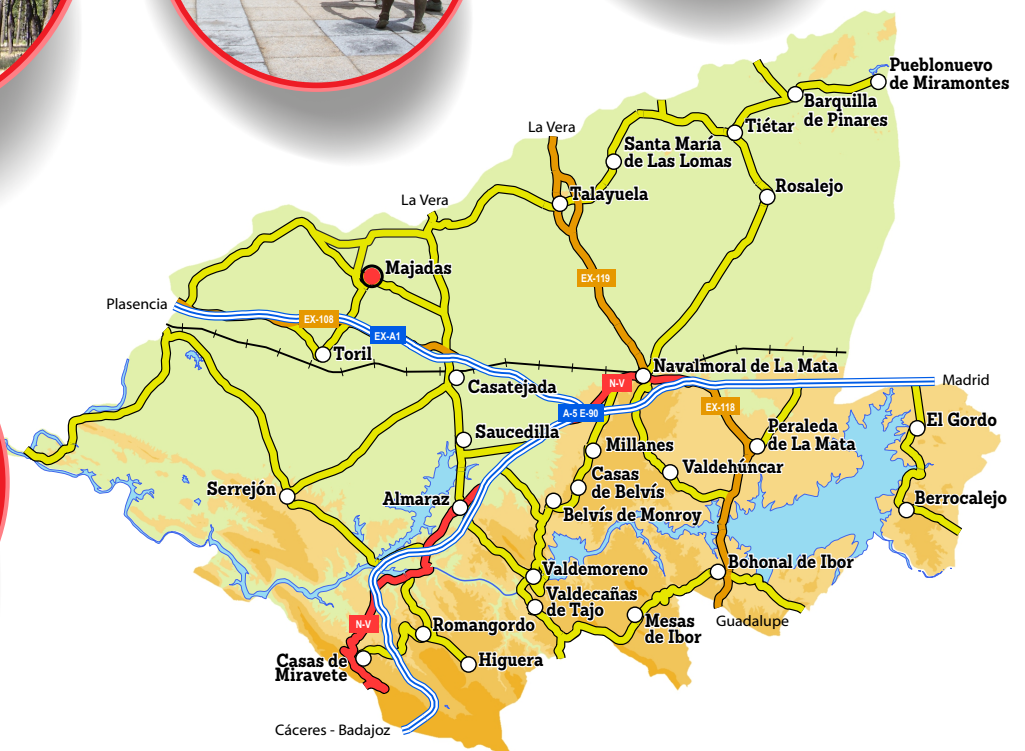 Pueblonuevo
de Miramontes
Barquilla
de Pinares
La Vera
Tiétar
Santa María
de Las Lomas
Rosalejo
Talayuela
La Vera
Majadas
EX-119
Plasencia
EX-108
EX-A1
Toril
Navalmoral de La Mata
Casatejada
N-V
Madrid
A-5 E-90
EX-118
El Gordo
Saucedilla
Peraleda
de La Mata
Millanes
Valdehúncar
Casas
de Belvís
Serrejón
Almaraz
Berrocalejo
Belvís de Monroy
Valdemoreno
Bohonal de Ibor
Valdecañas
de Tajo
N-V
Romangordo
Mesas
de Ibor
Guadalupe
Casas de
Miravete
Higuera
Cáceres - Badajoz